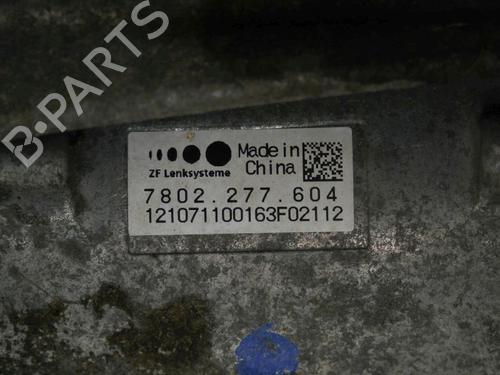 B-PARTS
ZF Lenksysteme
Made in
China
7802.277.604
121071100163F02112